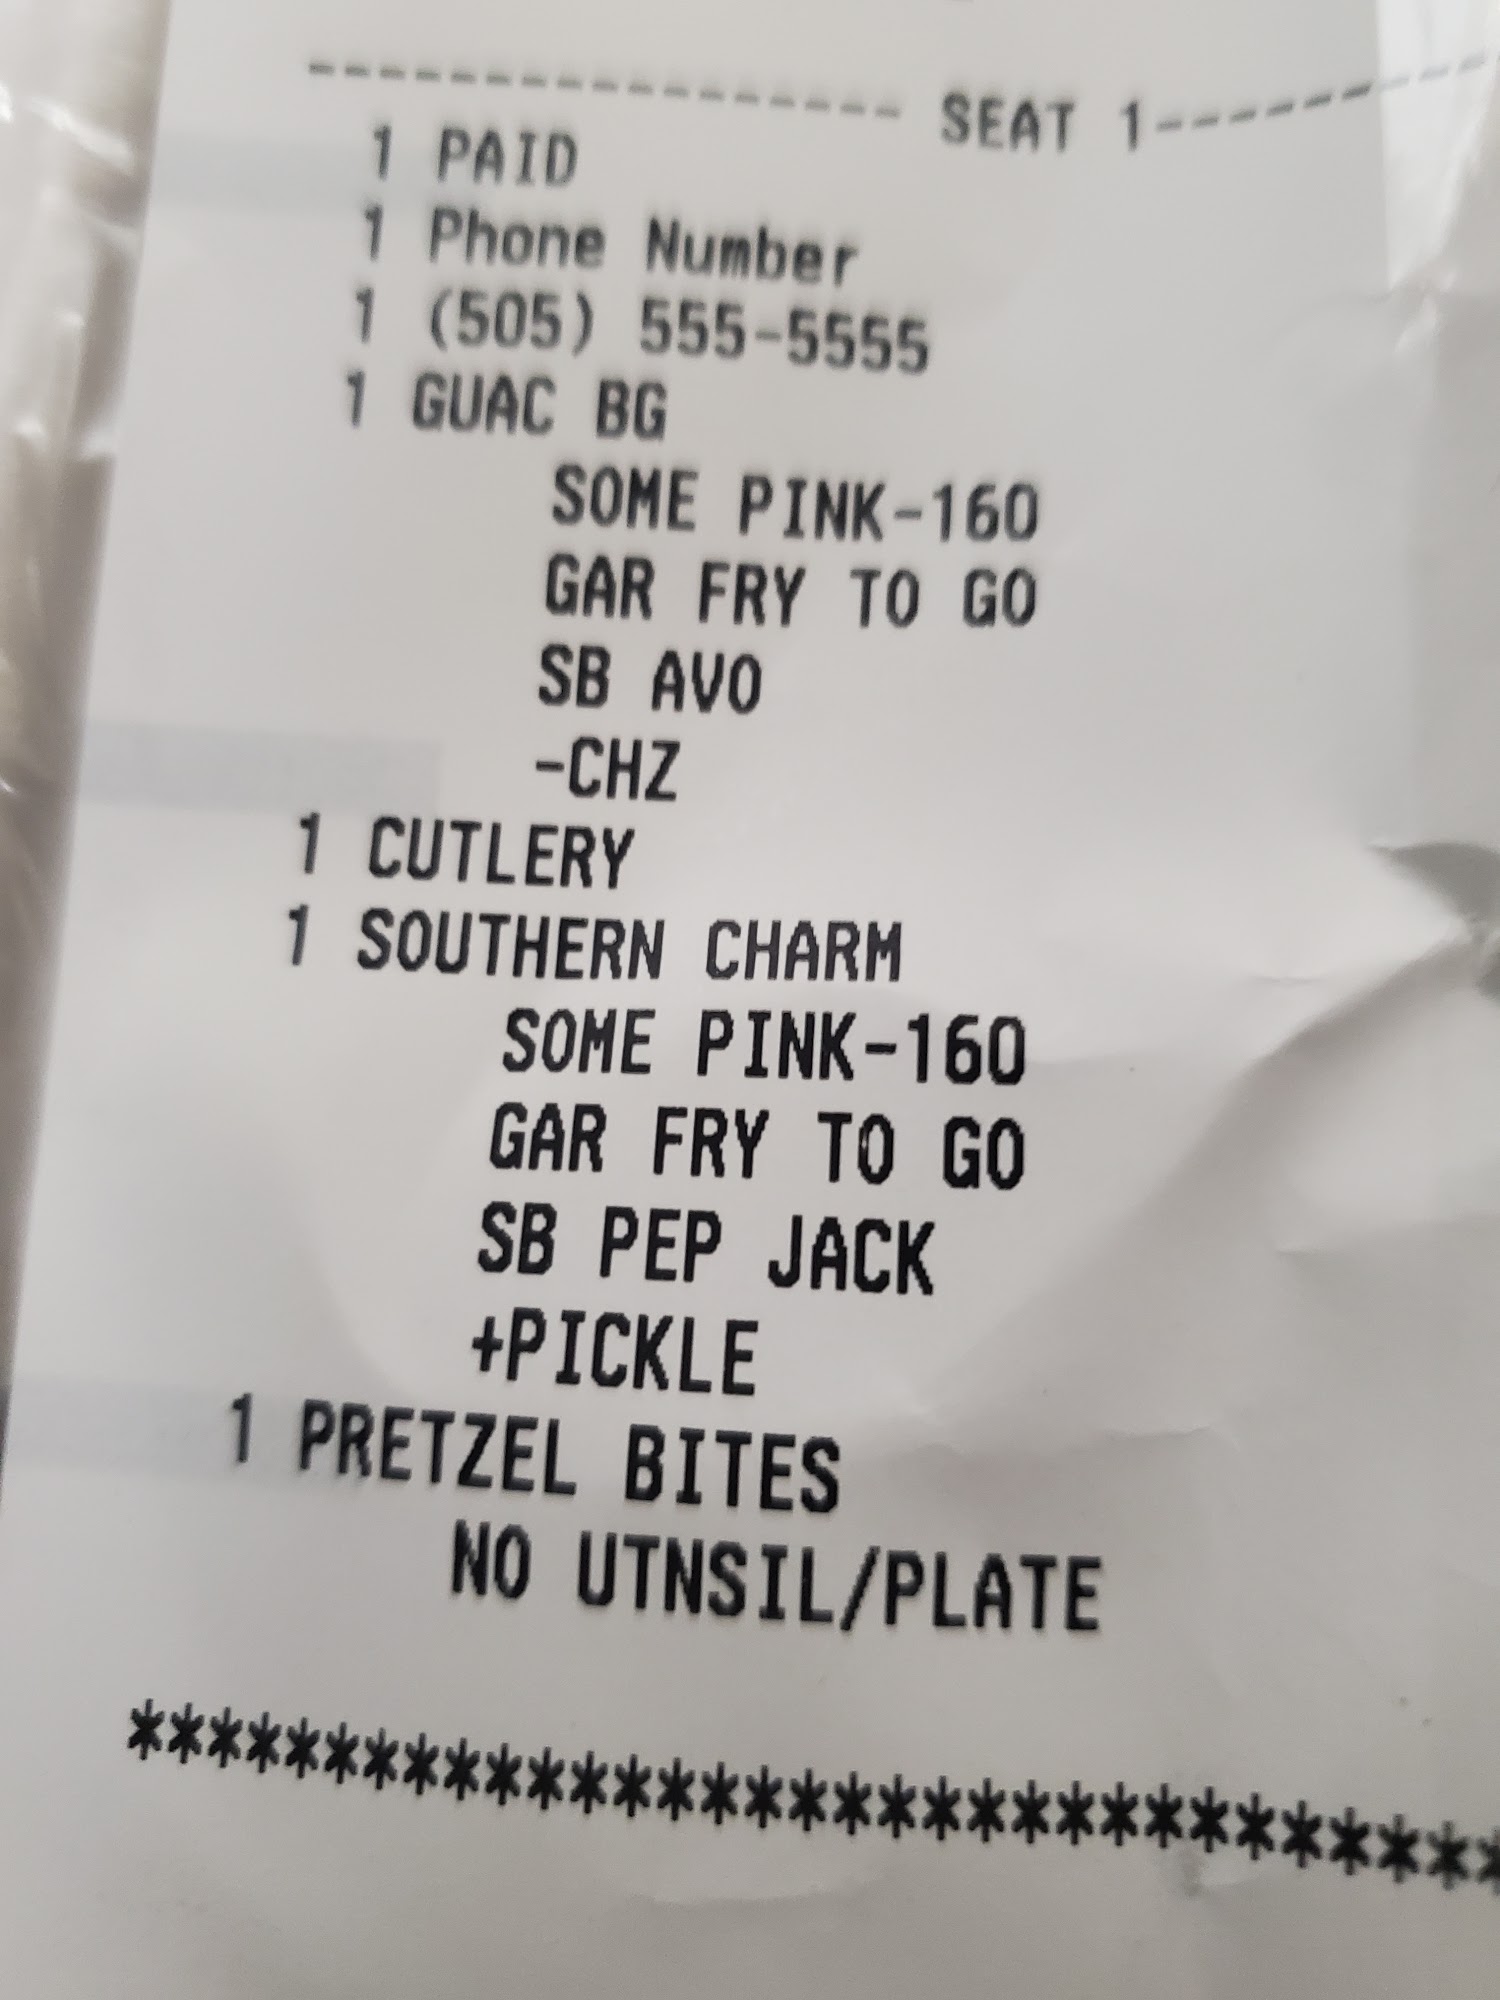 ------------------ SEAT 1---------
1 PAID
1 Phone Number
1 (505) 555-5555
1 GUAC BG
SOME PINK-160
GAR FRY TO GO
SB AVO
-CHZ
1 CUTLERY
1 SOUTHERN CHARM
SOME PINK-160
GAR FRY TO GO
SB PEP JACK
+PICKLE
1 PRETZEL BITES
NO UTNSIL/PLATE
*********************************